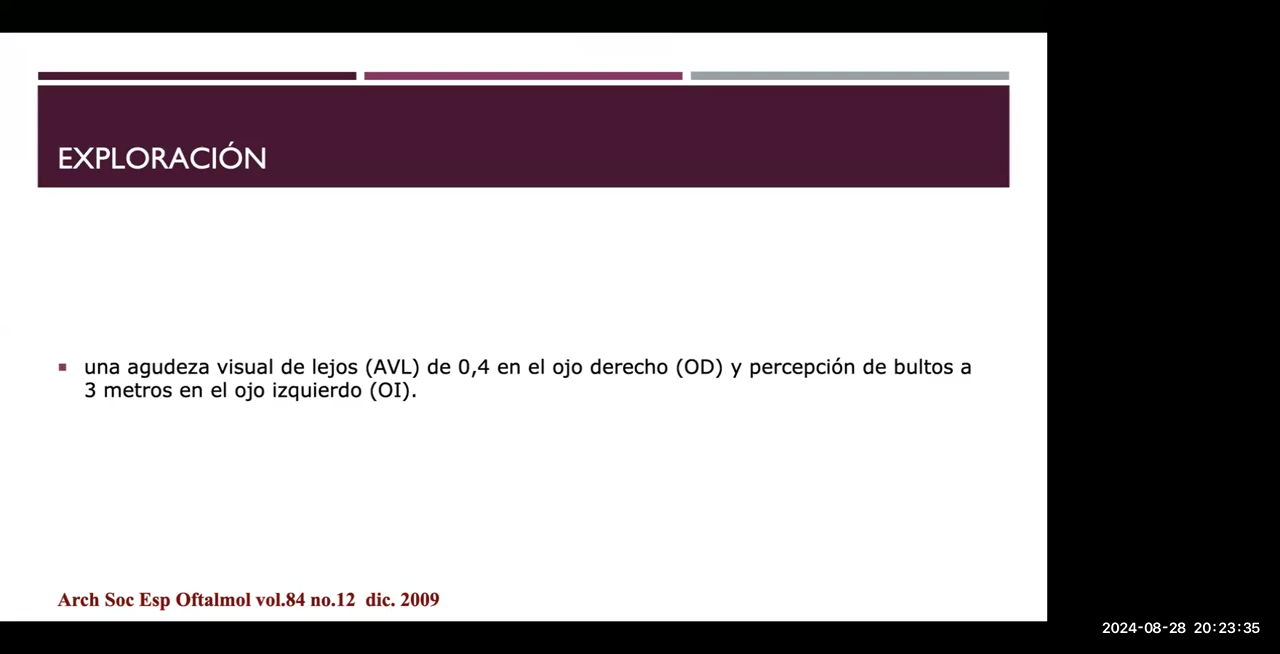 EXPLORACIÓN
una agudeza visual de lejos (AVL) de 0,4 en el ojo derecho (OD) y percepción de bultos a
3 metros en el ojo izquierdo (OI).
Arch Soc Esp Oftalmol vol.84 no.12 dic. 2009
2024-08-28 20:23:35